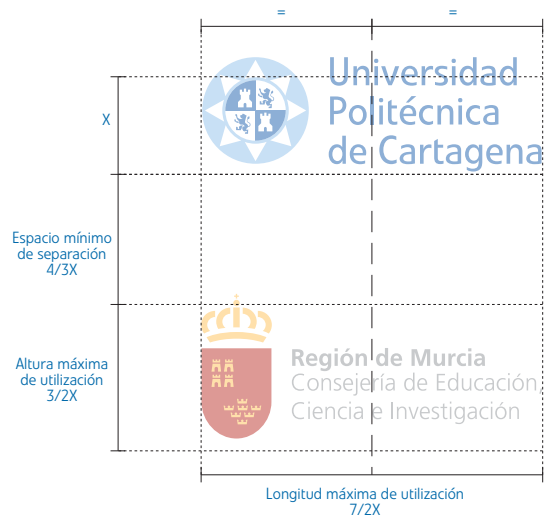 = =
Universidad
Politécnica
de Cartagena
X
Espacio mínimo
de separación
4/3X
Altura máxima
de utilización
3/2X
Región de Murcia
Consejería de Educación,
Ciencia e Investigación
Longitud máxima de utilización
7/2X